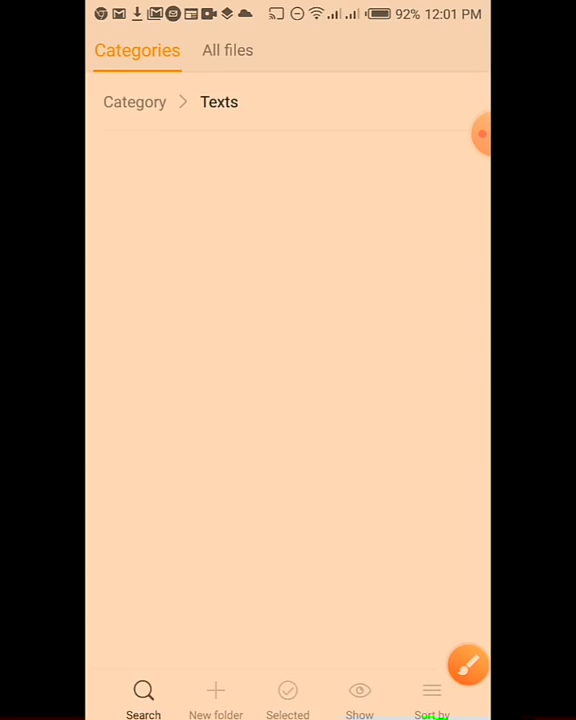 92% 12:01 PM
Categories All files
Category > Texts
Search New folder Selected Show Sort by